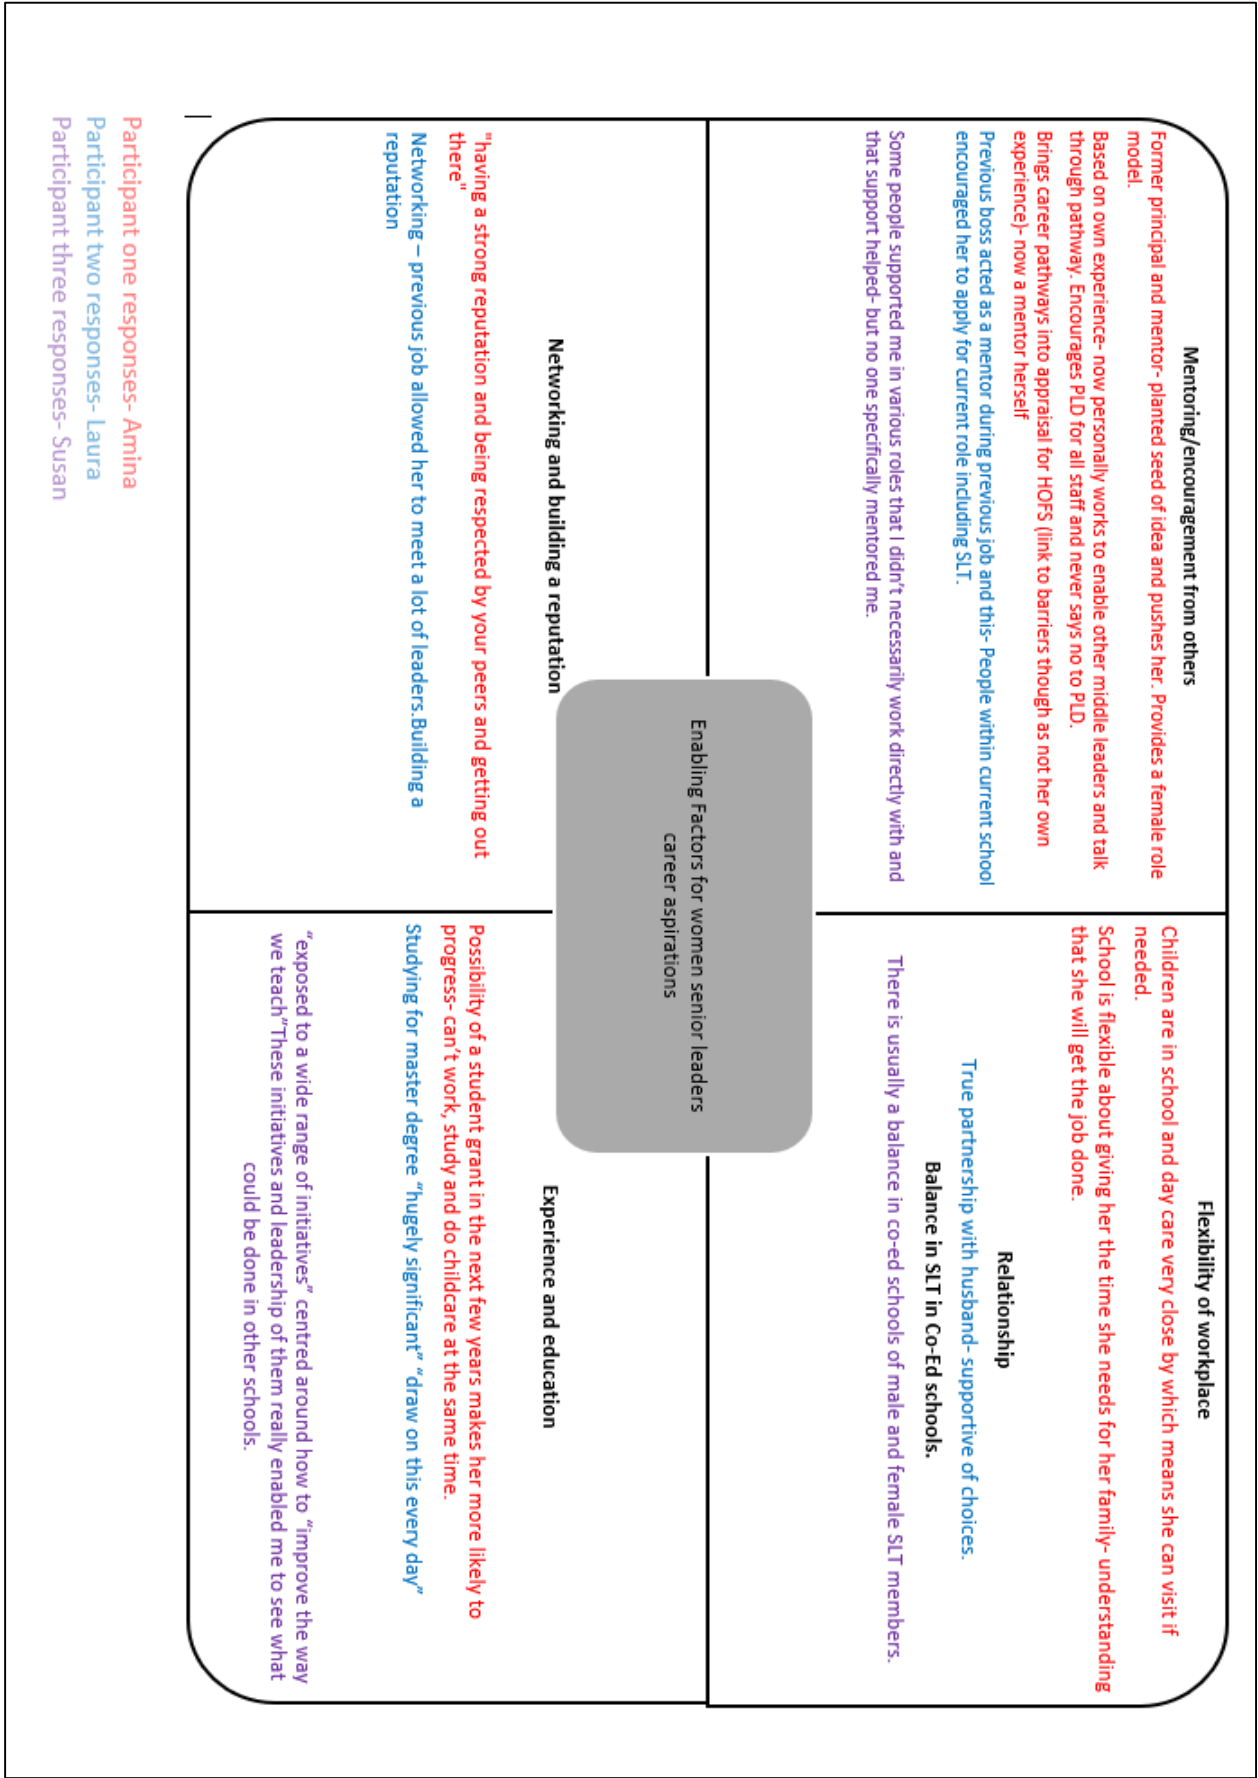 Mentoring/encouragement from others
Former principal and mentor- planted seed of idea and pushes her. Provides a female role
model.
Based on own experience- now personally works to enable other middle leaders and talk
through pathway. Encourages PLD for all staff and never says no to PLD.
Brings career pathways into appraisal for HOFS (link to barriers though as not her own
experience)- now a mentor herself
Previous boss acted as a mentor during previous job and this- People within current school
encouraged her to apply for current role including SLT.
Some people supported me in various roles that I didn't necessarily work directly with and
that support helped- but no one specifically mentored me.
Flexibility of workplace
Children are in school and day care very close by which means she can visit if
needed.
School is flexible about giving her the time she needs for her family- understanding
that she will get the job done.
Relationship
True partnership with husband- supportive of choices.
Balance in SLT in Co-Ed schools.
There is usually a balance in co-ed schools of male and female SLT members.
Enabling Factors for women senior leaders
career aspirations
Networking and building a reputation
"having a strong reputation and being respected by your peers and getting out
there"
Networking – previous job allowed her to meet a lot of leaders.Building a
reputation
Experience and education
Possibility of a student grant in the next few years makes her more likely to
progress- can't work, study and do childcare at the same time.
Studying for master degree “hugely significant” “draw on this every day”
“exposed to a wide range of initiatives” centred around how to “improve the way
we teach”These initiatives and leadership of them really enabled me to see what
could be done in other schools.
Participant one responses- Amina
Participant two responses- Laura
Participant three responses- Susan